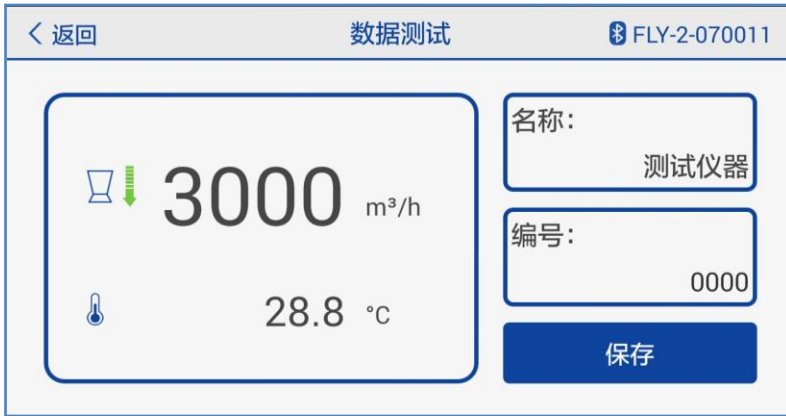 返回
数据测试
FLY-2-070011
3000 m³/h
28.8 °C
名称：
测试仪器
编号：
0000
保存